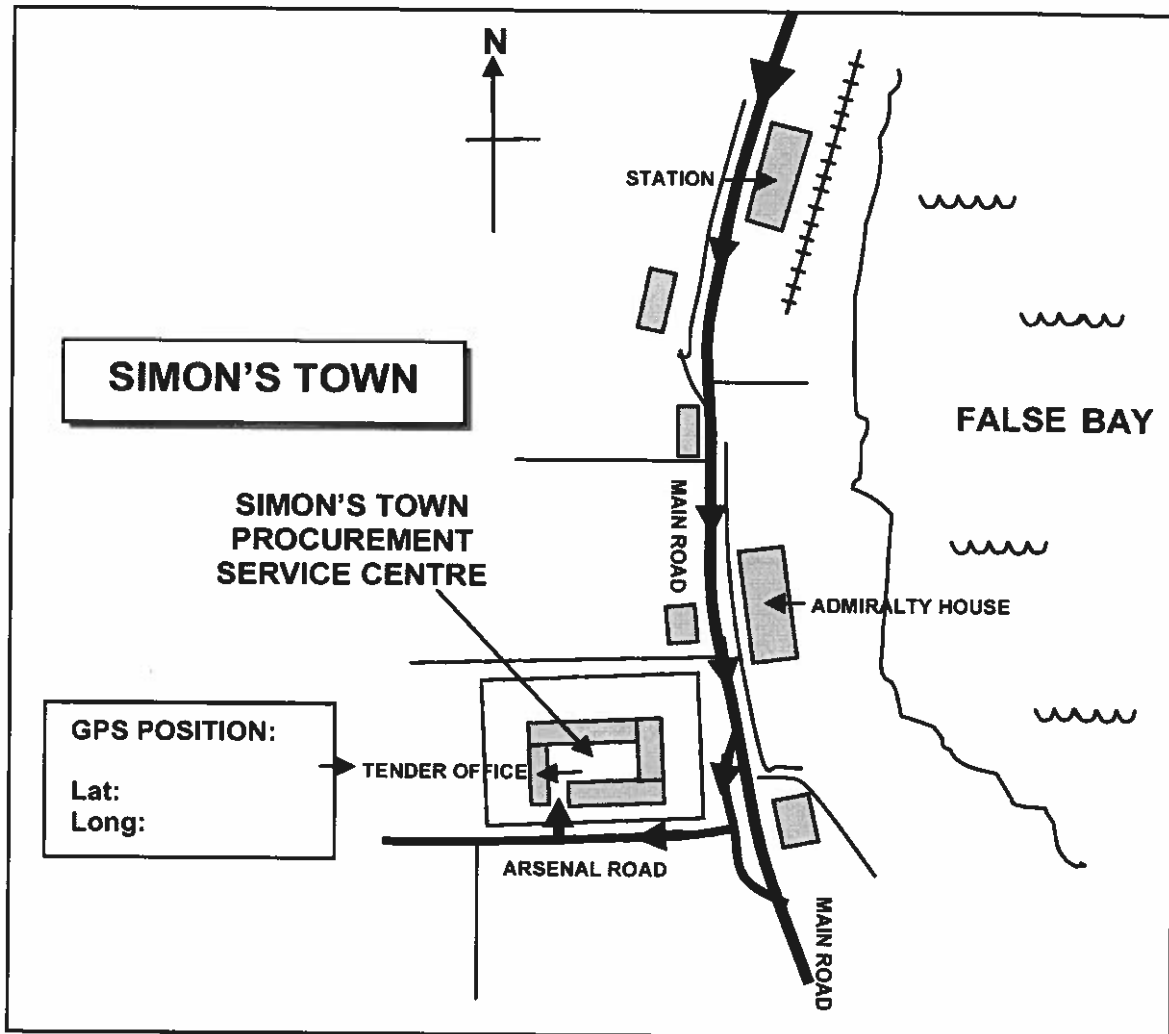 N
STATION
SIMON'S TOWN
FALSE BAY
SIMON'S TOWN
PROCUREMENT
SERVICE CENTRE
MAIN ROAD
ADMIRALTY HOUSE
GPS POSITION:
Lat:
Long:
TENDER OFFICE
ARSENAL ROAD
MAIN ROAD